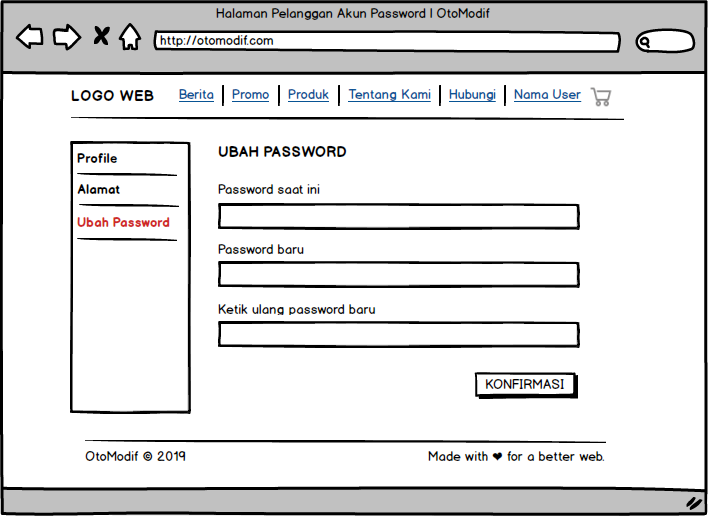 Halaman Pelanggan Akun Password | OtoModif
http://otomodif.com
LOGO WEB Berita Promo Produk Tentang Kami Hubungi Nama User
Profile
Alamat
Ubah Password
UBAH PASSWORD
Password saat ini
Password baru
Ketik ulang password baru
KONFIRMASI
OtoModif © 2019 Made with ❤ for a better web.